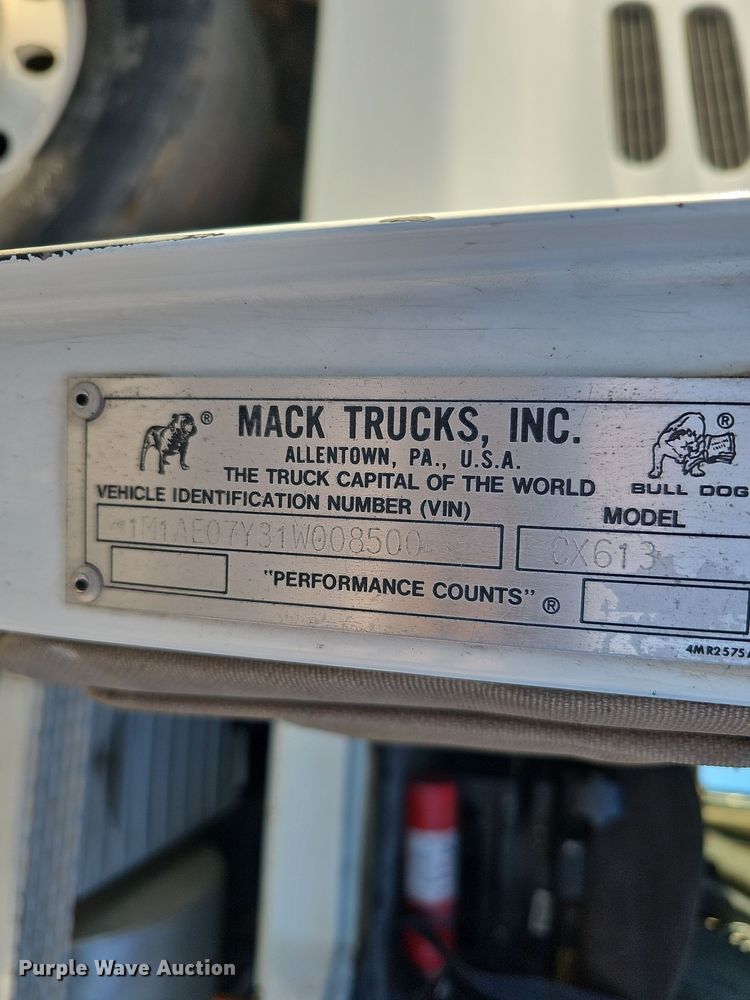 ® MACK TRUCKS, INC. ®
ALLENTOWN, PA., U.S.A.
THE TRUCK CAPITAL OF THE WORLD BULL DOG
VEHICLE IDENTIFICATION NUMBER (VIN) MODEL
1M1AE07Y31W008500 CX613
"PERFORMANCE COUNTS" ®
4MR2575
Purple Wave Auction